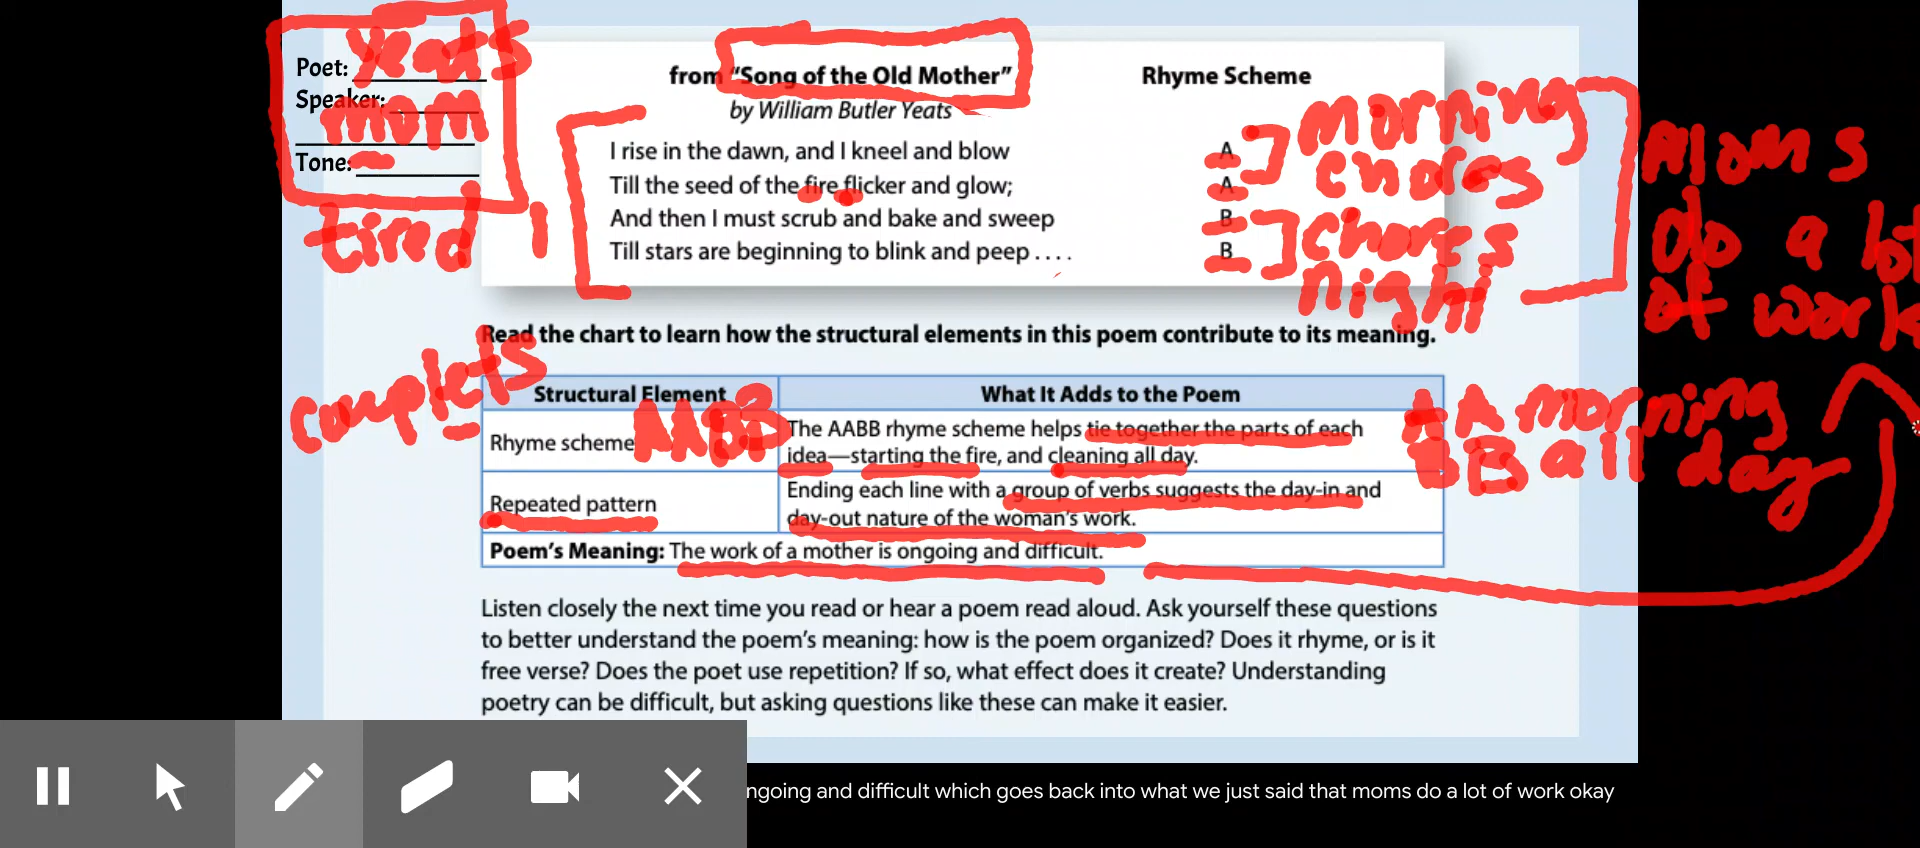 Poet: Yeats
Speaker: mom
Tone:
tired
from “Song of the Old Mother”
by William Butler Yeats
Rhyme Scheme
I rise in the dawn, and I kneel and blow A
Till the seed of the fire flicker and glow; A
And then I must scrub and bake and sweep B
Till stars are beginning to blink and peep . . . . B
morning
chores
chores
night
Moms
do a lot
of work
Read the chart to learn how the structural elements in this poem contribute to its meaning.
couplets
Structural Element What It Adds to the Poem
Rhyme scheme AABB The AABB rhyme scheme helps tie together the parts of each
idea—starting the fire, and cleaning all day.
AA morning
BB all day
Repeated pattern Ending each line with a group of verbs suggests the day-in and
day-out nature of the woman’s work.
Poem’s Meaning: The work of a mother is ongoing and difficult.
Listen closely the next time you read or hear a poem read aloud. Ask yourself these questions
to better understand the poem’s meaning: how is the poem organized? Does it rhyme, or is it
free verse? Does the poet use repetition? If so, what effect does it create? Understanding
poetry can be difficult, but asking questions like these can make it easier.
ngoing and difficult which goes back into what we just said that moms do a lot of work okay